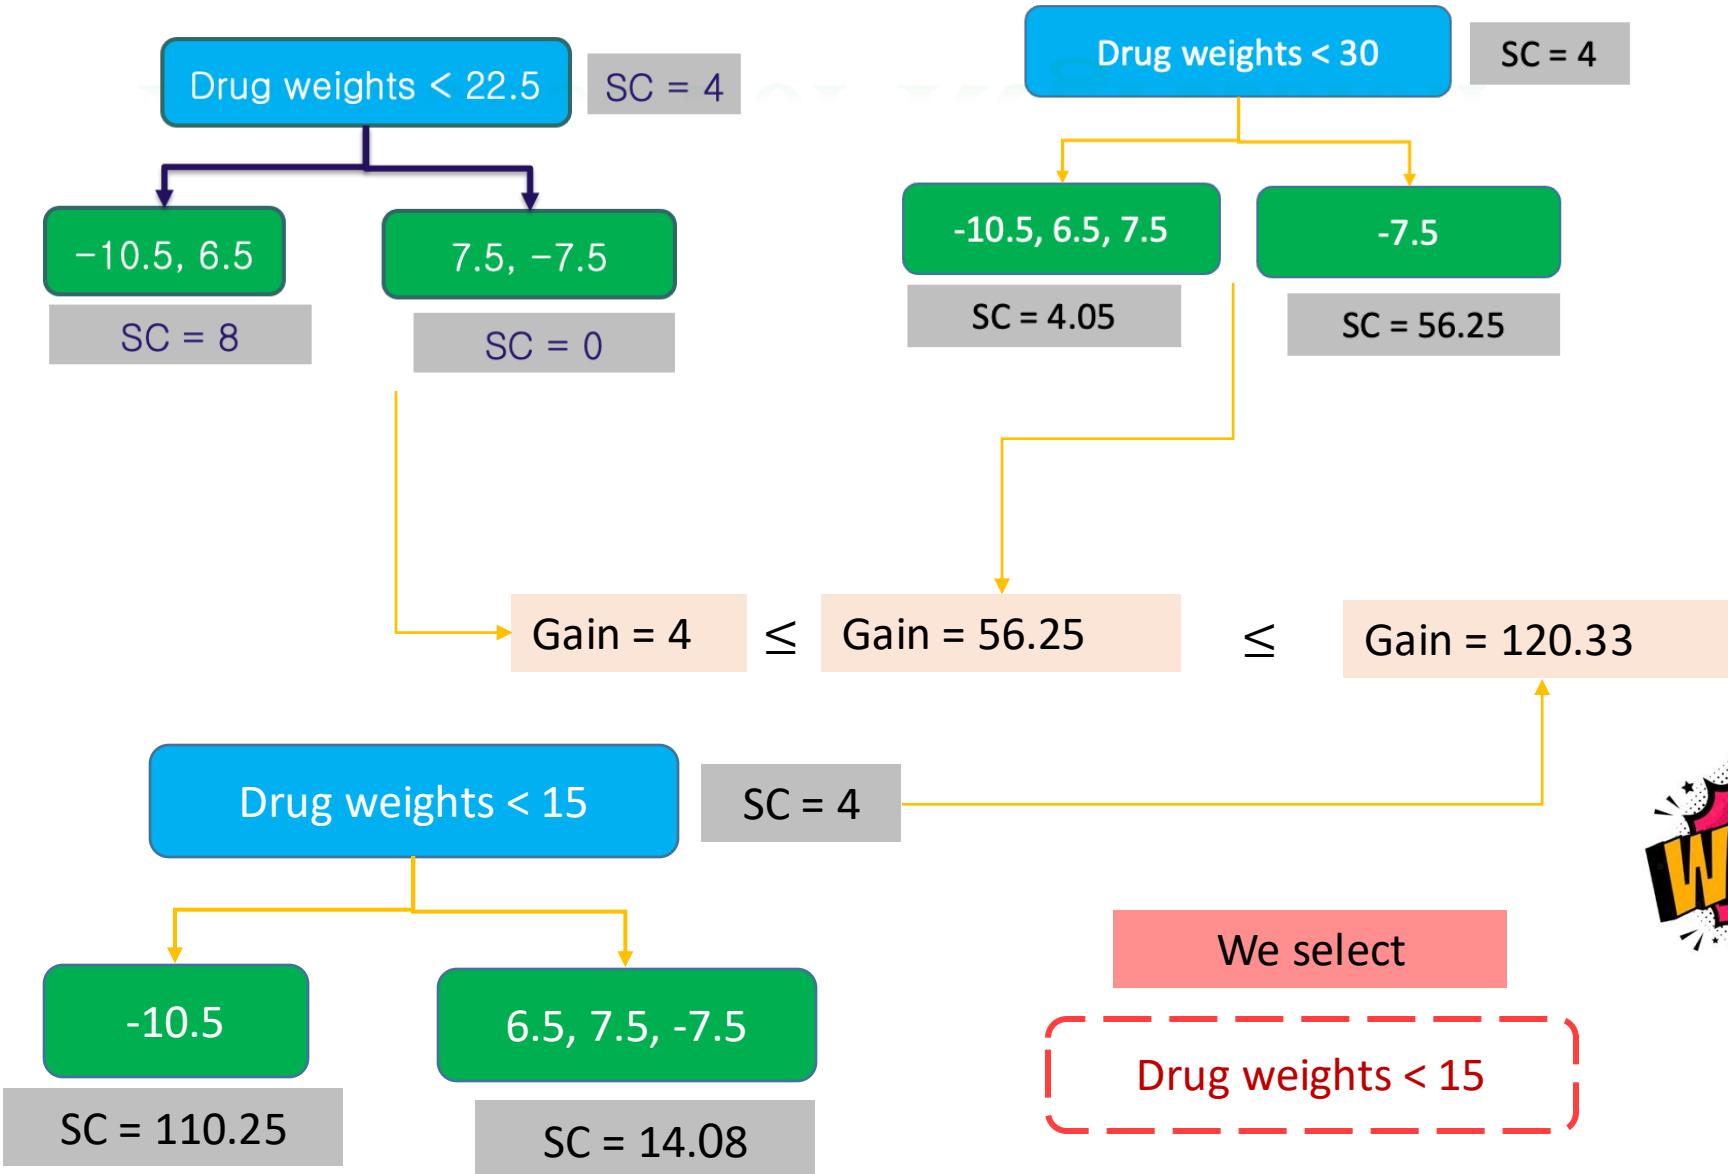 Drug weights < 22.5
SC = 4
−10.5, 6.5
7.5, −7.5
SC = 8
SC = 0
Drug weights < 30
SC = 4
-10.5, 6.5, 7.5
-7.5
SC = 4.05
SC = 56.25
Gain = 4
≤
Gain = 56.25
≤
Gain = 120.33
Drug weights < 15
SC = 4
-10.5
6.5, 7.5, -7.5
SC = 110.25
SC = 14.08
We select
Drug weights < 15